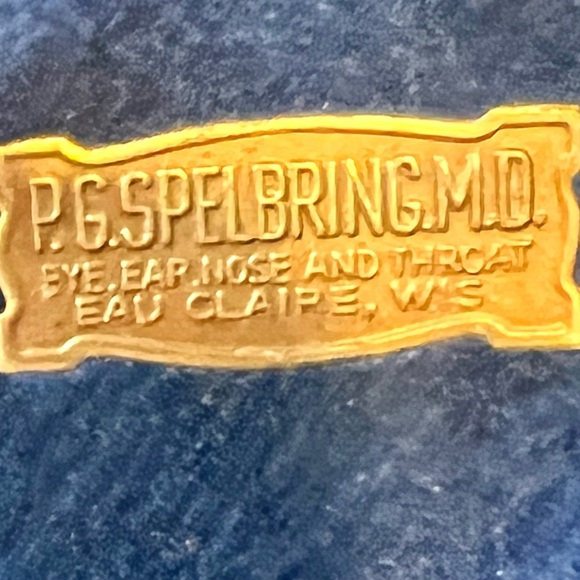 P.G.SPELBRING.M.D.
EYE.EAR.NOSE AND THROAT
EAU CLAIRE, WIS